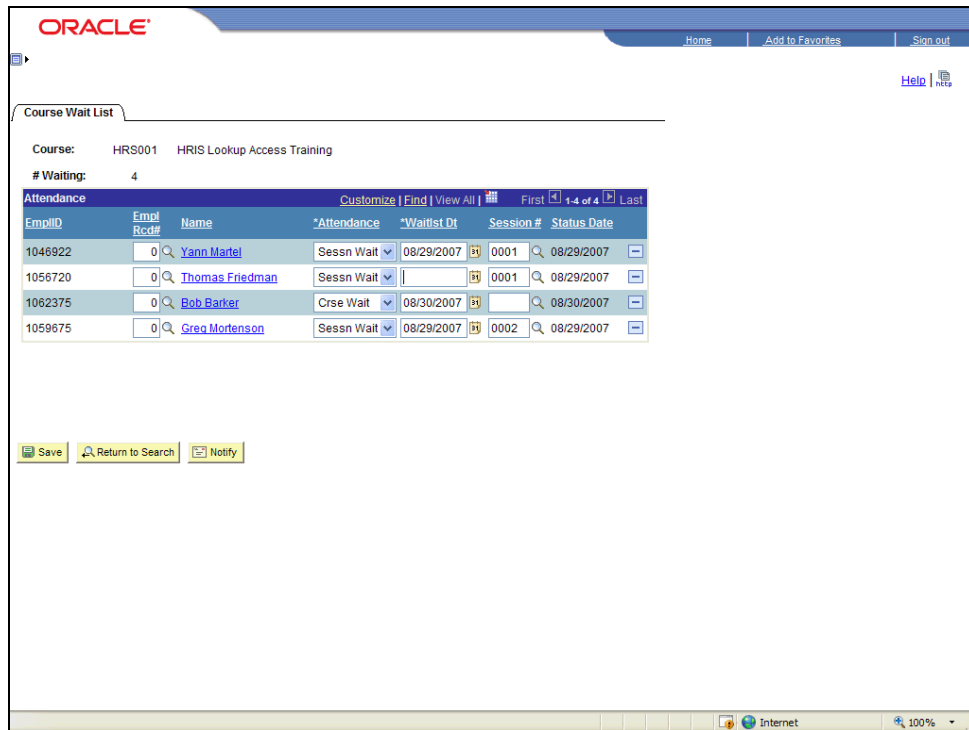 ORACLE
Home Add to Favorites Sign out
Help | http
Course Wait List
Course: HRS001 HRIS Lookup Access Training
# Waiting: 4
Attendance Customize | Find | View All | First 1-4 of 4 Last
EmplID Empl Rcd# Name *Attendance *Waitlst Dt Session # Status Date
1046922 0 Yann Martel Sessn Wait 08/29/2007 31 0001 08/29/2007
1056720 0 Thomas Friedman Sessn Wait 31 0001 08/29/2007
1062375 0 Bob Barker Crse Wait 08/30/2007 31 08/30/2007
1059675 0 Greg Mortenson Sessn Wait 08/29/2007 31 0002 08/29/2007
Save Return to Search Notify
Internet 100%